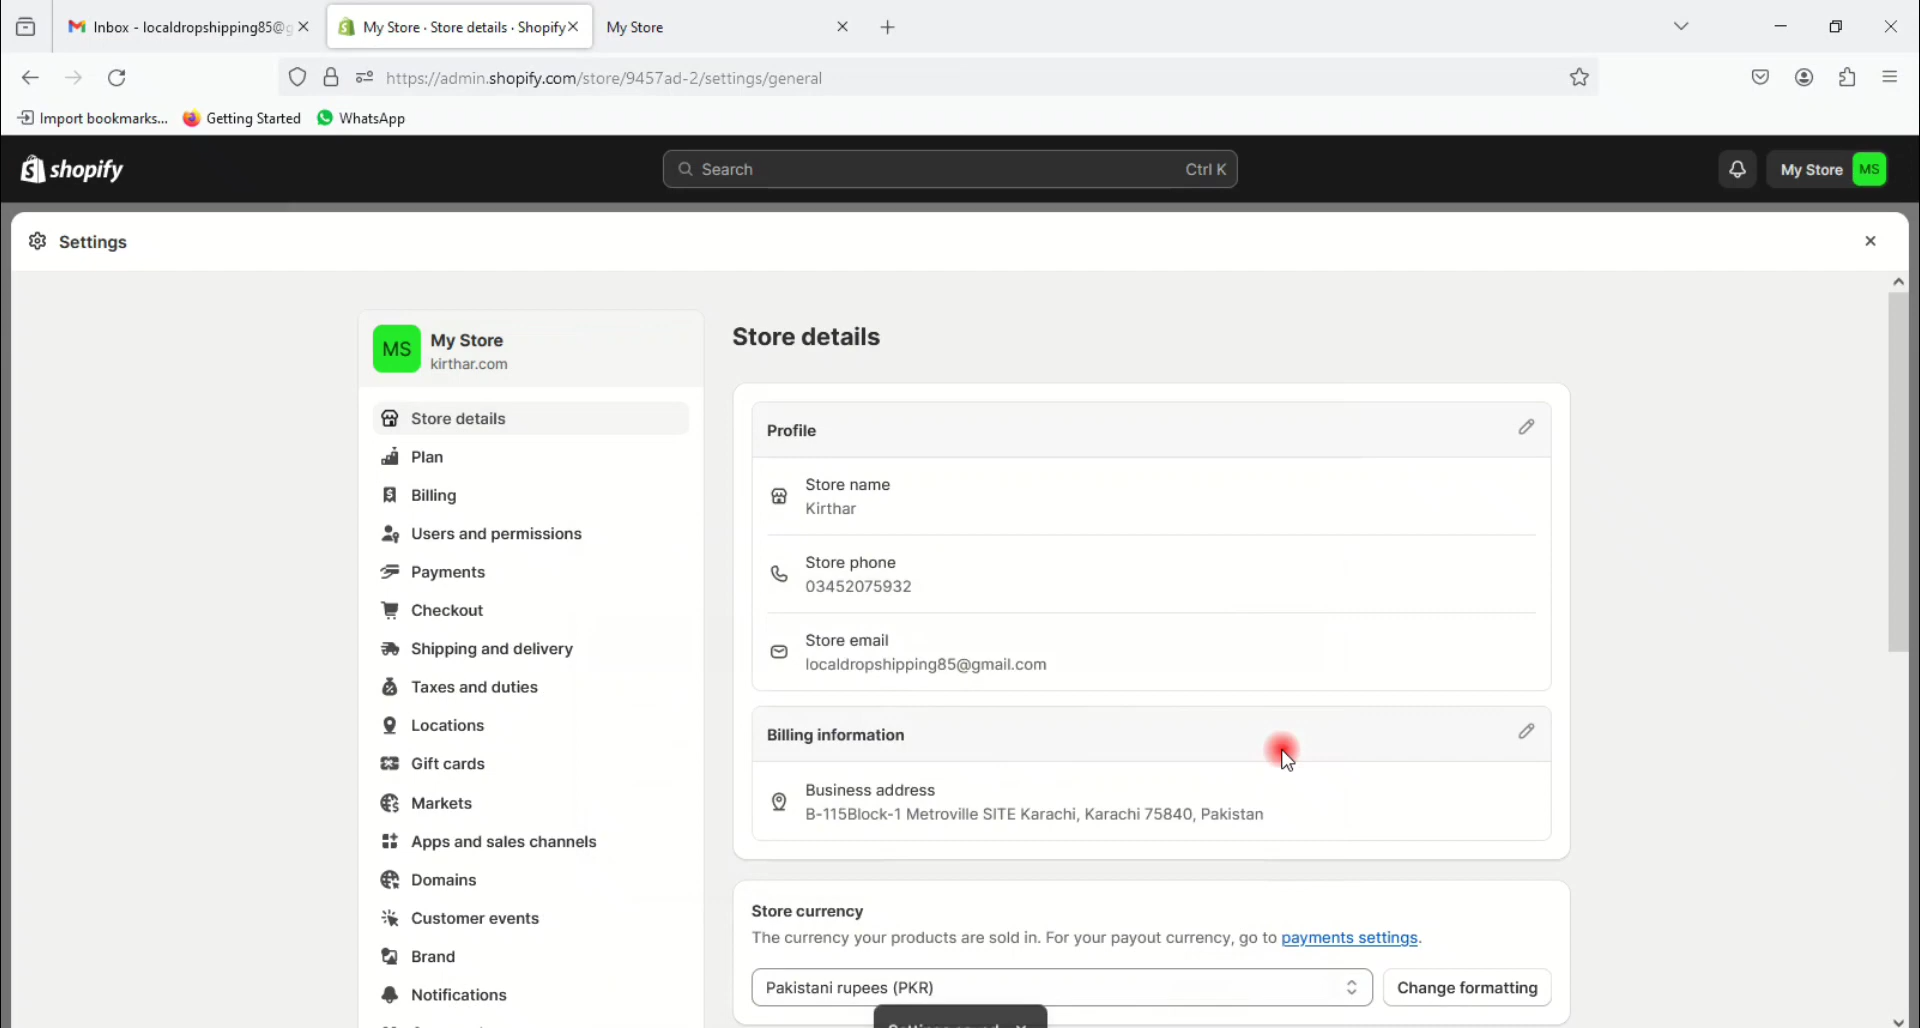 Inbox - localdropshipping85@g
My Store · Store details · Shopify
My Store
https://admin.shopify.com/store/9457ad-2/settings/general
Import bookmarks...
Getting Started
WhatsApp
shopify
Search
Ctrl K
My Store
MS
Settings
MS
My Store
kirthar.com
Store details
Plan
Billing
Users and permissions
Payments
Checkout
Shipping and delivery
Taxes and duties
Locations
Gift cards
Markets
Apps and sales channels
Domains
Customer events
Brand
Notifications
Store details
Profile
Store name
Kirthar
Store phone
03452075932
Store email
localdropshipping85@gmail.com
Billing information
Business address
B-115Block-1 Metroville SITE Karachi, Karachi 75840, Pakistan
Store currency
The currency your products are sold in. For your payout currency, go to payments settings.
Pakistani rupees (PKR)
Change formatting